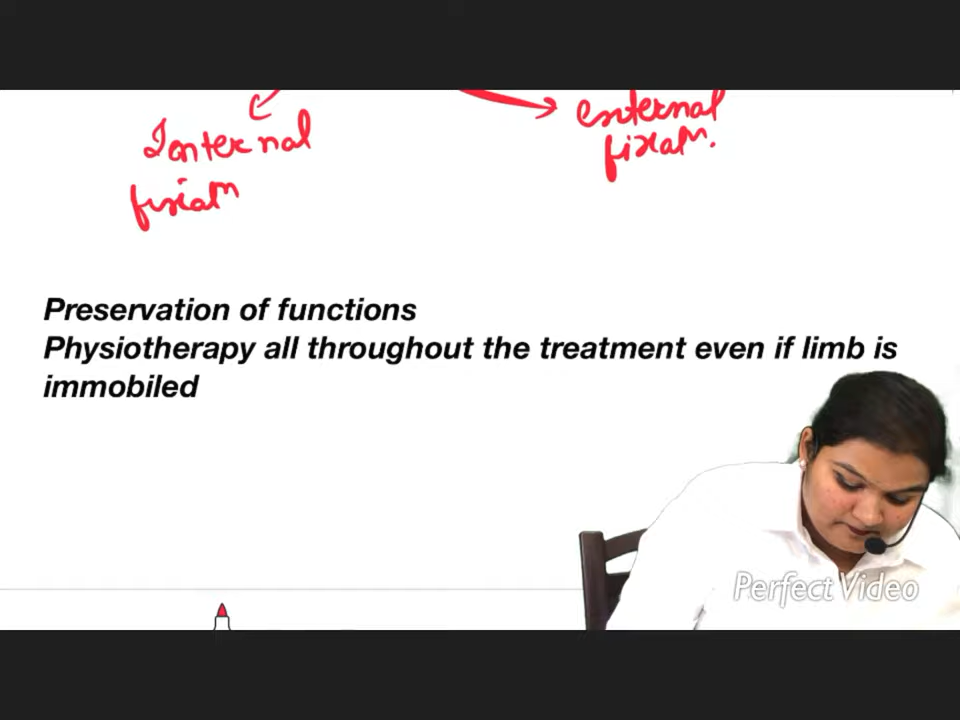 Internal
fixatn
external
fixatn.
Preservation of functions
Physiotherapy all throughout the treatment even if limb is
immobiled
Perfect Video